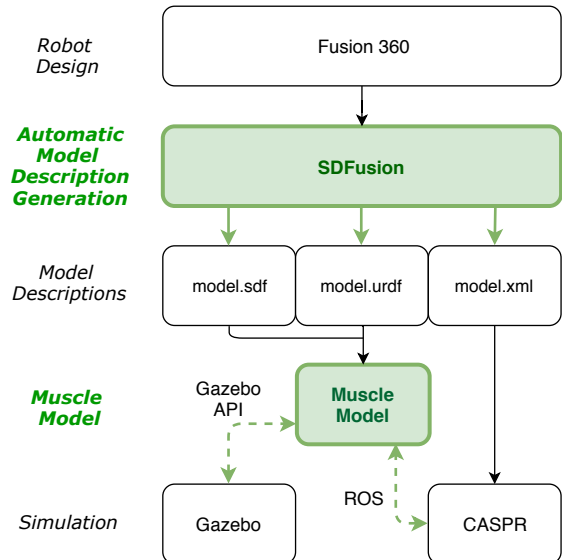 Robot
Design
Fusion 360
Automatic
Model
Description
Generation
SDFusion
Model
Descriptions
model.sdf
model.urdf
model.xml
Muscle
Model
Gazebo
API
Muscle
Model
ROS
Simulation
Gazebo
CASPR